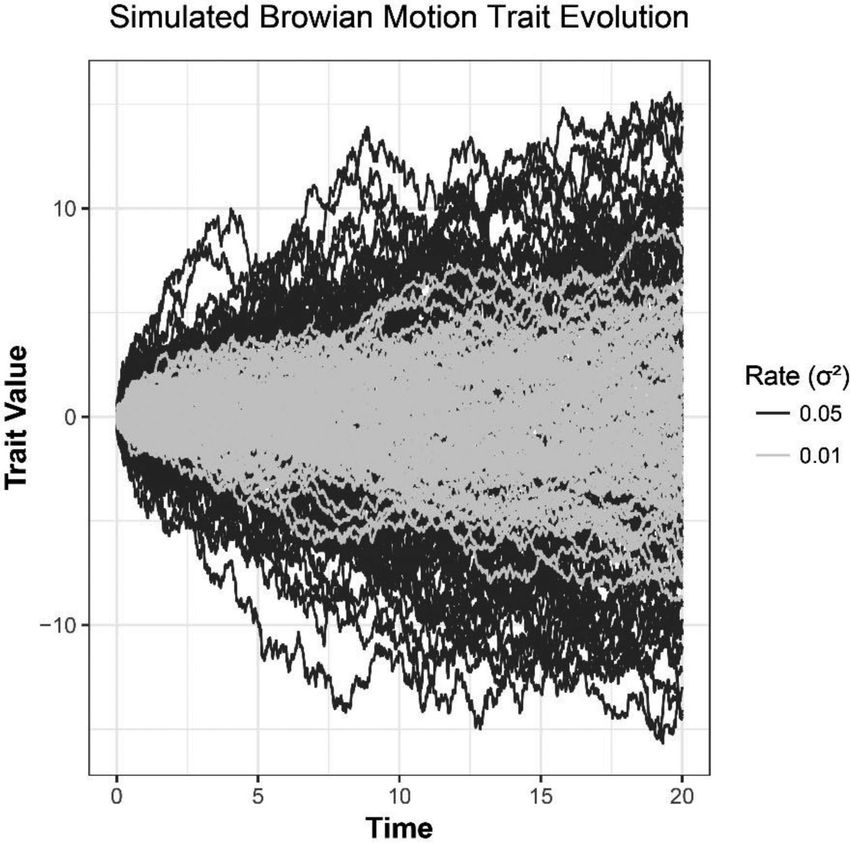 Simulated Browian Motion Trait Evolution
Trait Value
10
0
−10
0
5
10
15
20
Time
Rate (σ²)
0.05
0.01